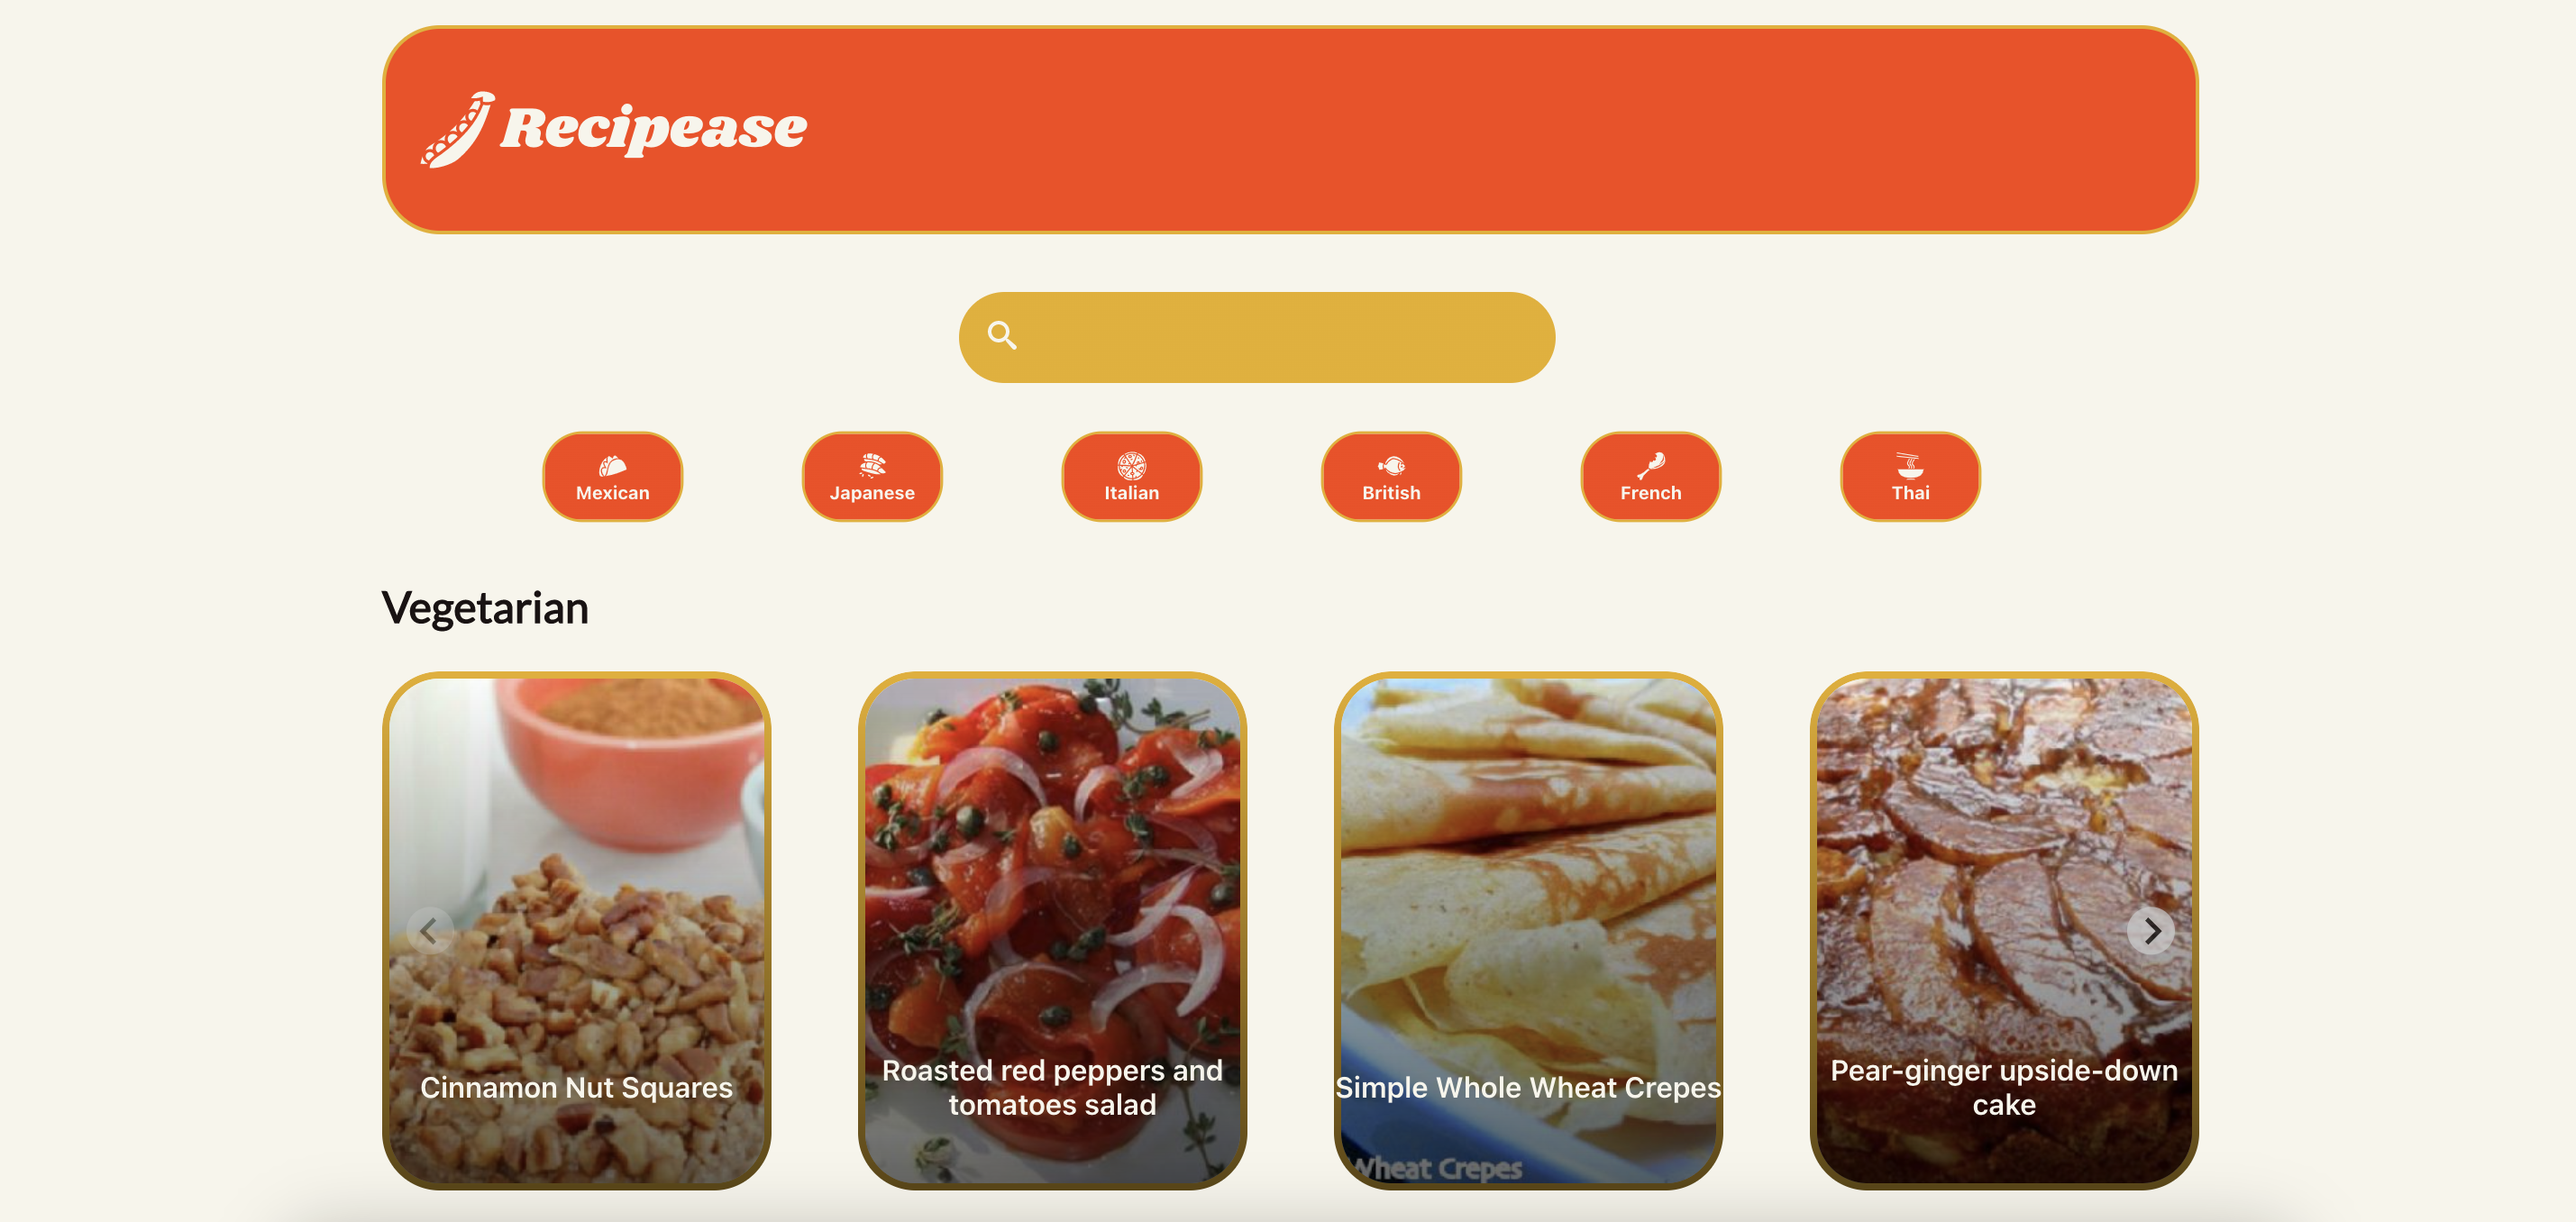 Recipease
Mexican
Japanese
Italian
British
French
Thai
Vegetarian
Cinnamon Nut Squares
Roasted red peppers and
tomatoes salad
Simple Whole Wheat Crepes
Wheat Crepes
Pear-ginger upside-down
cake